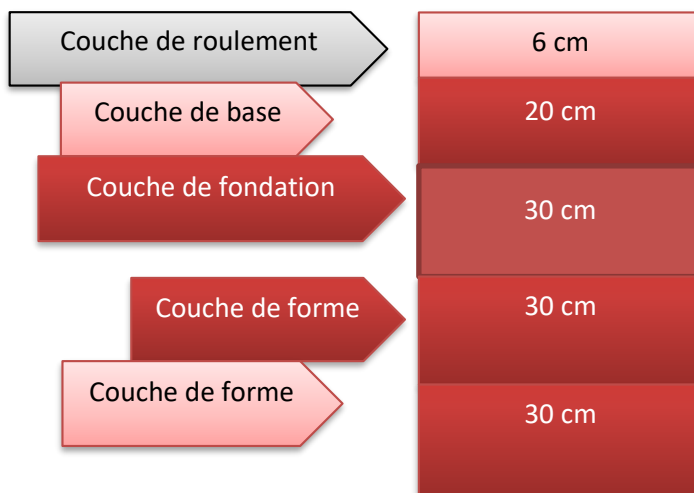 Couche de roulement
6 cm
Couche de base
20 cm
Couche de fondation
30 cm
Couche de forme
30 cm
Couche de forme
30 cm